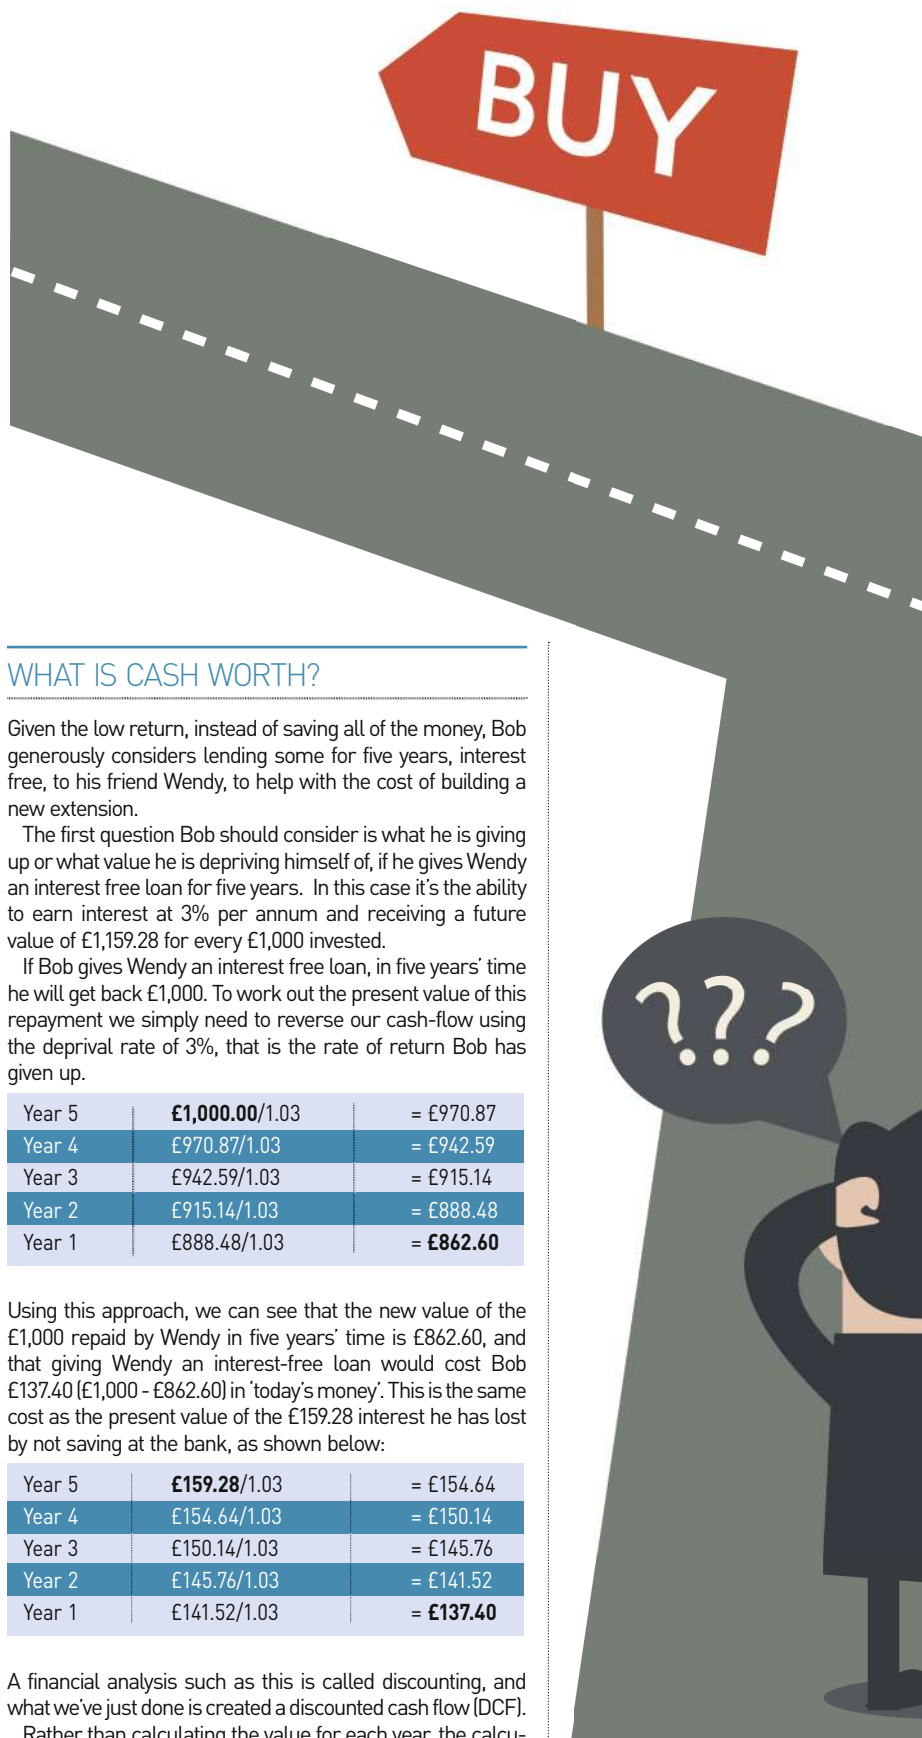 BUY
WHAT IS CASH WORTH?
Given the low return, instead of saving all of the money, Bob
generously considers lending some for five years, interest
free, to his friend Wendy, to help with the cost of building a
new extension.
The first question Bob should consider is what he is giving
up or what value he is depriving himself of, if he gives Wendy
an interest free loan for five years. In this case it's the ability
to earn interest at 3% per annum and receiving a future
value of £1,159.28 for every £1,000 invested.
If Bob gives Wendy an interest free loan, in five years' time
he will get back £1,000. To work out the present value of this
repayment we simply need to reverse our cash-flow using
the deprival rate of 3%, that is the rate of return Bob has
given up.
Year 5 £1,000.00/1.03 = £970.87
Year 4 £970.87/1.03 = £942.59
Year 3 £942.59/1.03 = £915.14
Year 2 £915.14/1.03 = £888.48
Year 1 £888.48/1.03 = £862.60
Using this approach, we can see that the new value of the
£1,000 repaid by Wendy in five years' time is £862.60, and
that giving Wendy an interest-free loan would cost Bob
£137.40 (£1,000 - £862.60) in 'today's money'. This is the same
cost as the present value of the £159.28 interest he has lost
by not saving at the bank, as shown below:
Year 5 £159.28/1.03 = £154.64
Year 4 £154.64/1.03 = £150.14
Year 3 £150.14/1.03 = £145.76
Year 2 £145.76/1.03 = £141.52
Year 1 £141.52/1.03 = £137.40
A financial analysis such as this is called discounting, and
what we've just done is created a discounted cash flow (DCF).
Rather than calculating the value for each year, the calcu-
???